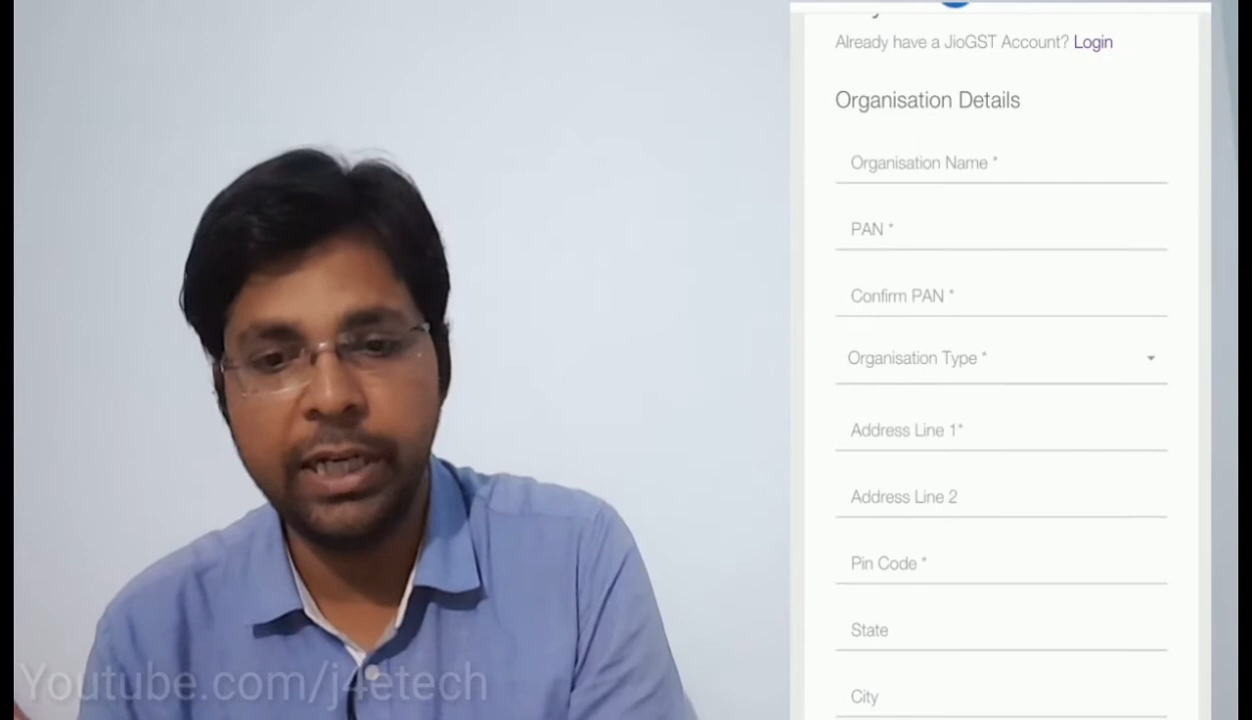 Already have a JioGST Account? Login
Organisation Details
Organisation Name *
PAN *
Confirm PAN *
Organisation Type *
Address Line 1*
Address Line 2
Pin Code *
State
City
Youtube.com/j4etech